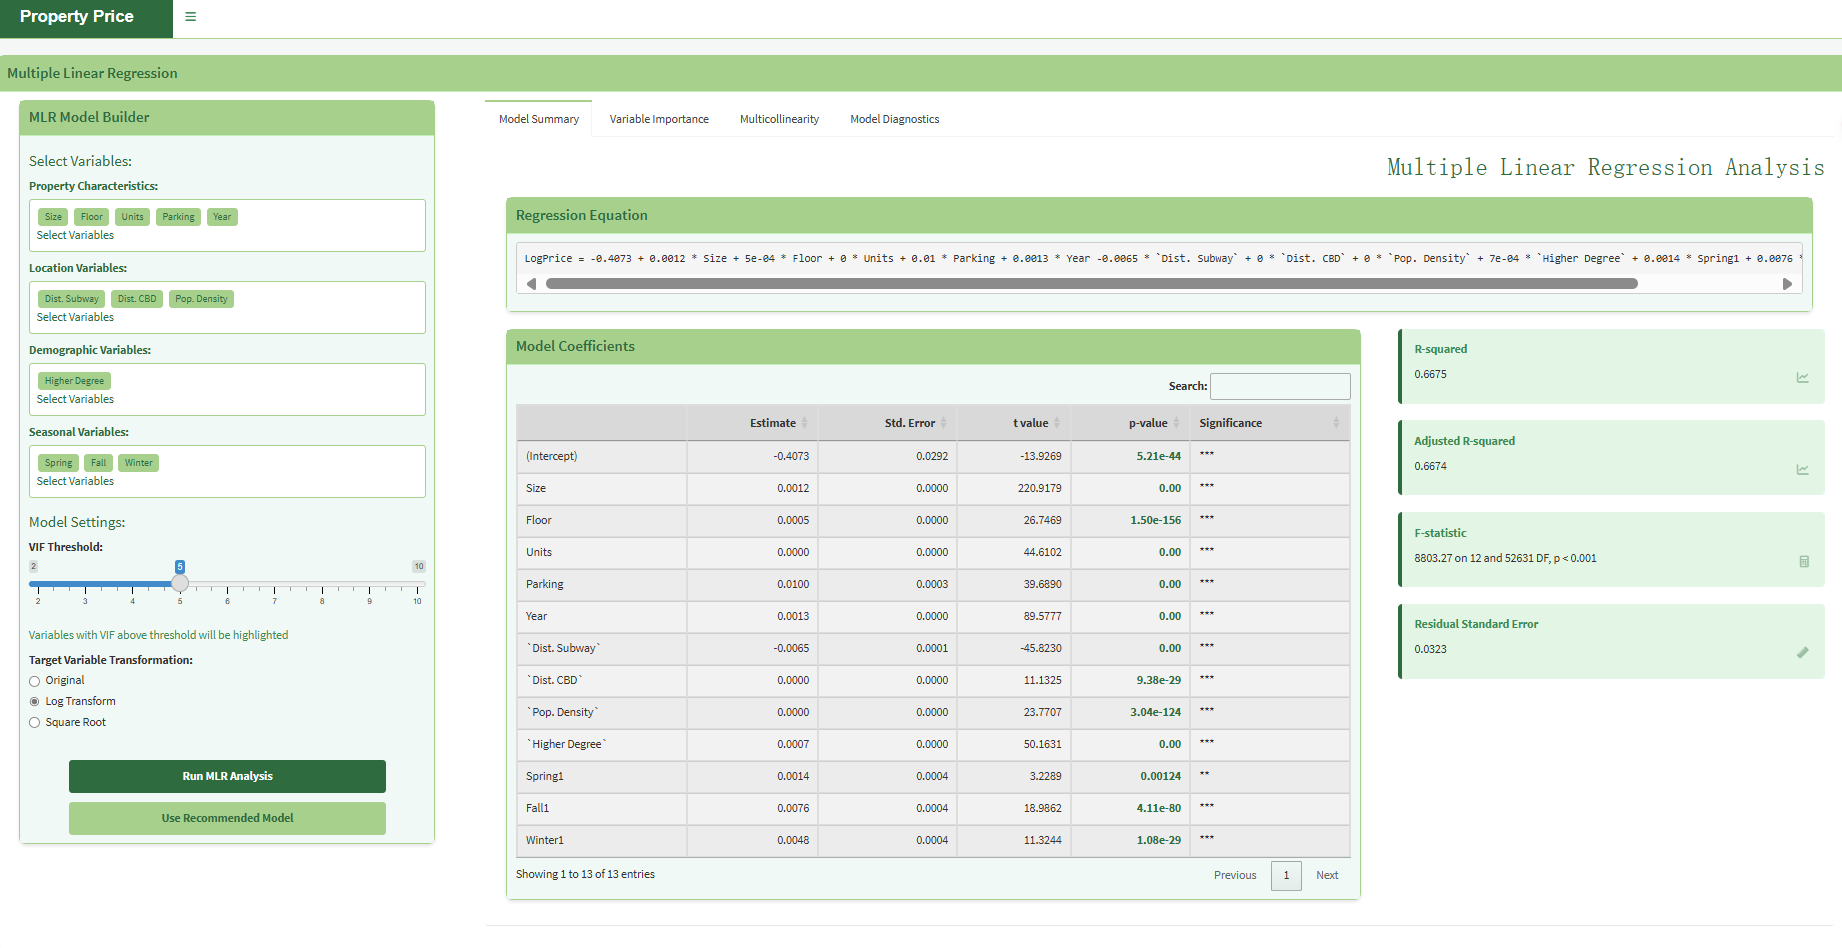 Property Price
Multiple Linear Regression
MLR Model Builder
Select Variables:
Property Characteristics:
Size Floor Units Parking Year
Select Variables
Location Variables:
Dist. Subway Dist. CBD Pop. Density
Select Variables
Demographic Variables:
Higher Degree
Select Variables
Seasonal Variables:
Spring Fall Winter
Select Variables
Model Settings:
VIF Threshold:
2 5 10
2 3 4 5 6 7 8 9 10
Variables with VIF above threshold will be highlighted
Target Variable Transformation:
Original
Log Transform
Square Root
Run MLR Analysis
Use Recommended Model
Model Summary Variable Importance Multicollinearity Model Diagnostics
Multiple Linear Regression Analysis
Regression Equation
LogPrice = -0.4073 + 0.0012 * Size + 5e-04 * Floor + 0 * Units + 0.01 * Parking + 0.0013 * Year -0.0065 * `Dist. Subway` + 0 * `Dist. CBD` + 0 * `Pop. Density` + 7e-04 * `Higher Degree` + 0.0014 * Spring1 + 0.0076 *
Model Coefficients
Search:
Estimate Std. Error t value p-value Significance
(Intercept) -0.4073 0.0292 -13.9269 5.21e-44 ***
Size 0.0012 0.0000 220.9179 0.00 ***
Floor 0.0005 0.0000 26.7469 1.50e-156 ***
Units 0.0000 0.0000 44.6102 0.00 ***
Parking 0.0100 0.0003 39.6890 0.00 ***
Year 0.0013 0.0000 89.5777 0.00 ***
`Dist. Subway` -0.0065 0.0001 -45.8230 0.00 ***
`Dist. CBD` 0.0000 0.0000 11.1325 9.38e-29 ***
`Pop. Density` 0.0000 0.0000 23.7707 3.04e-124 ***
`Higher Degree` 0.0007 0.0000 50.1631 0.00 ***
Spring1 0.0014 0.0004 3.2289 0.00124 **
Fall1 0.0076 0.0004 18.9862 4.11e-80 ***
Winter1 0.0048 0.0004 11.3244 1.08e-29 ***
Showing 1 to 13 of 13 entries
Previous 1 Next
R-squared
0.6675
Adjusted R-squared
0.6674
F-statistic
8803.27 on 12 and 52631 DF, p < 0.001
Residual Standard Error
0.0323